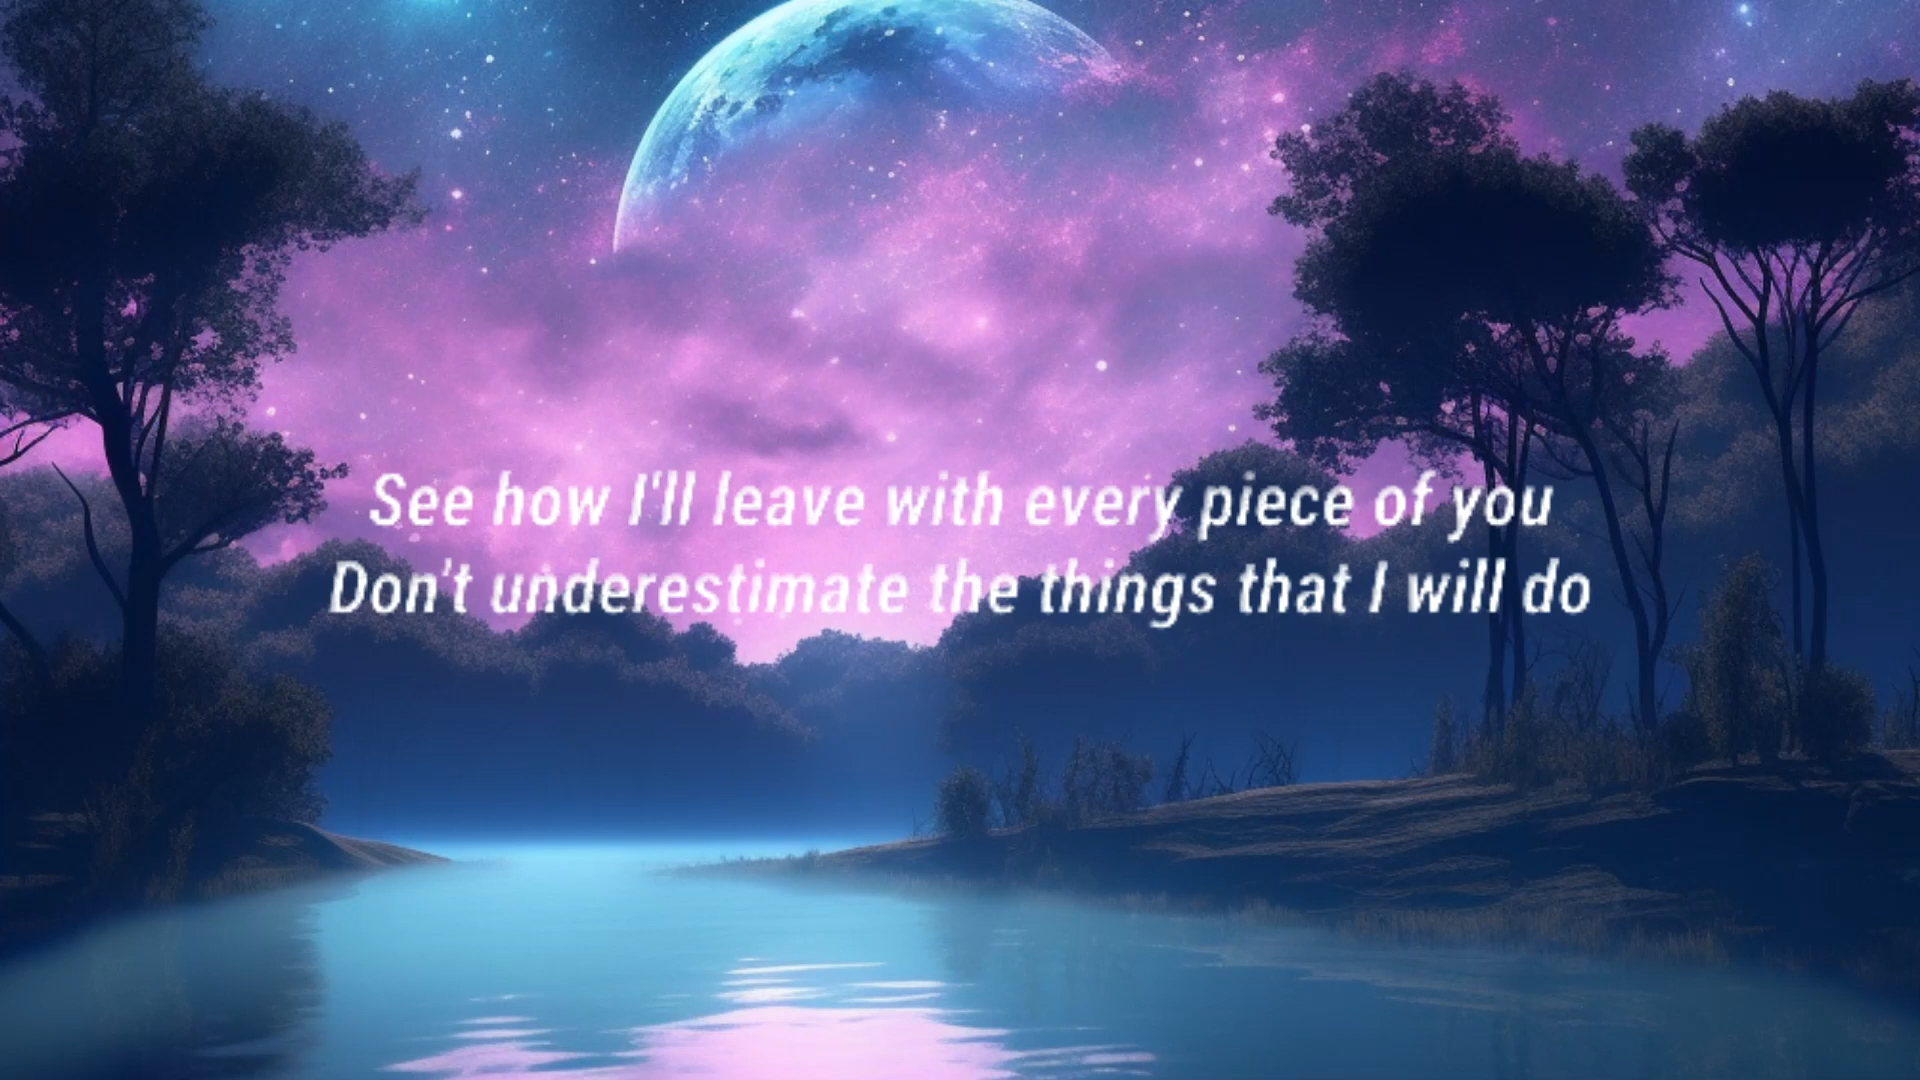 See how I'll leave with every piece of you
Don't underestimate the things that I will do